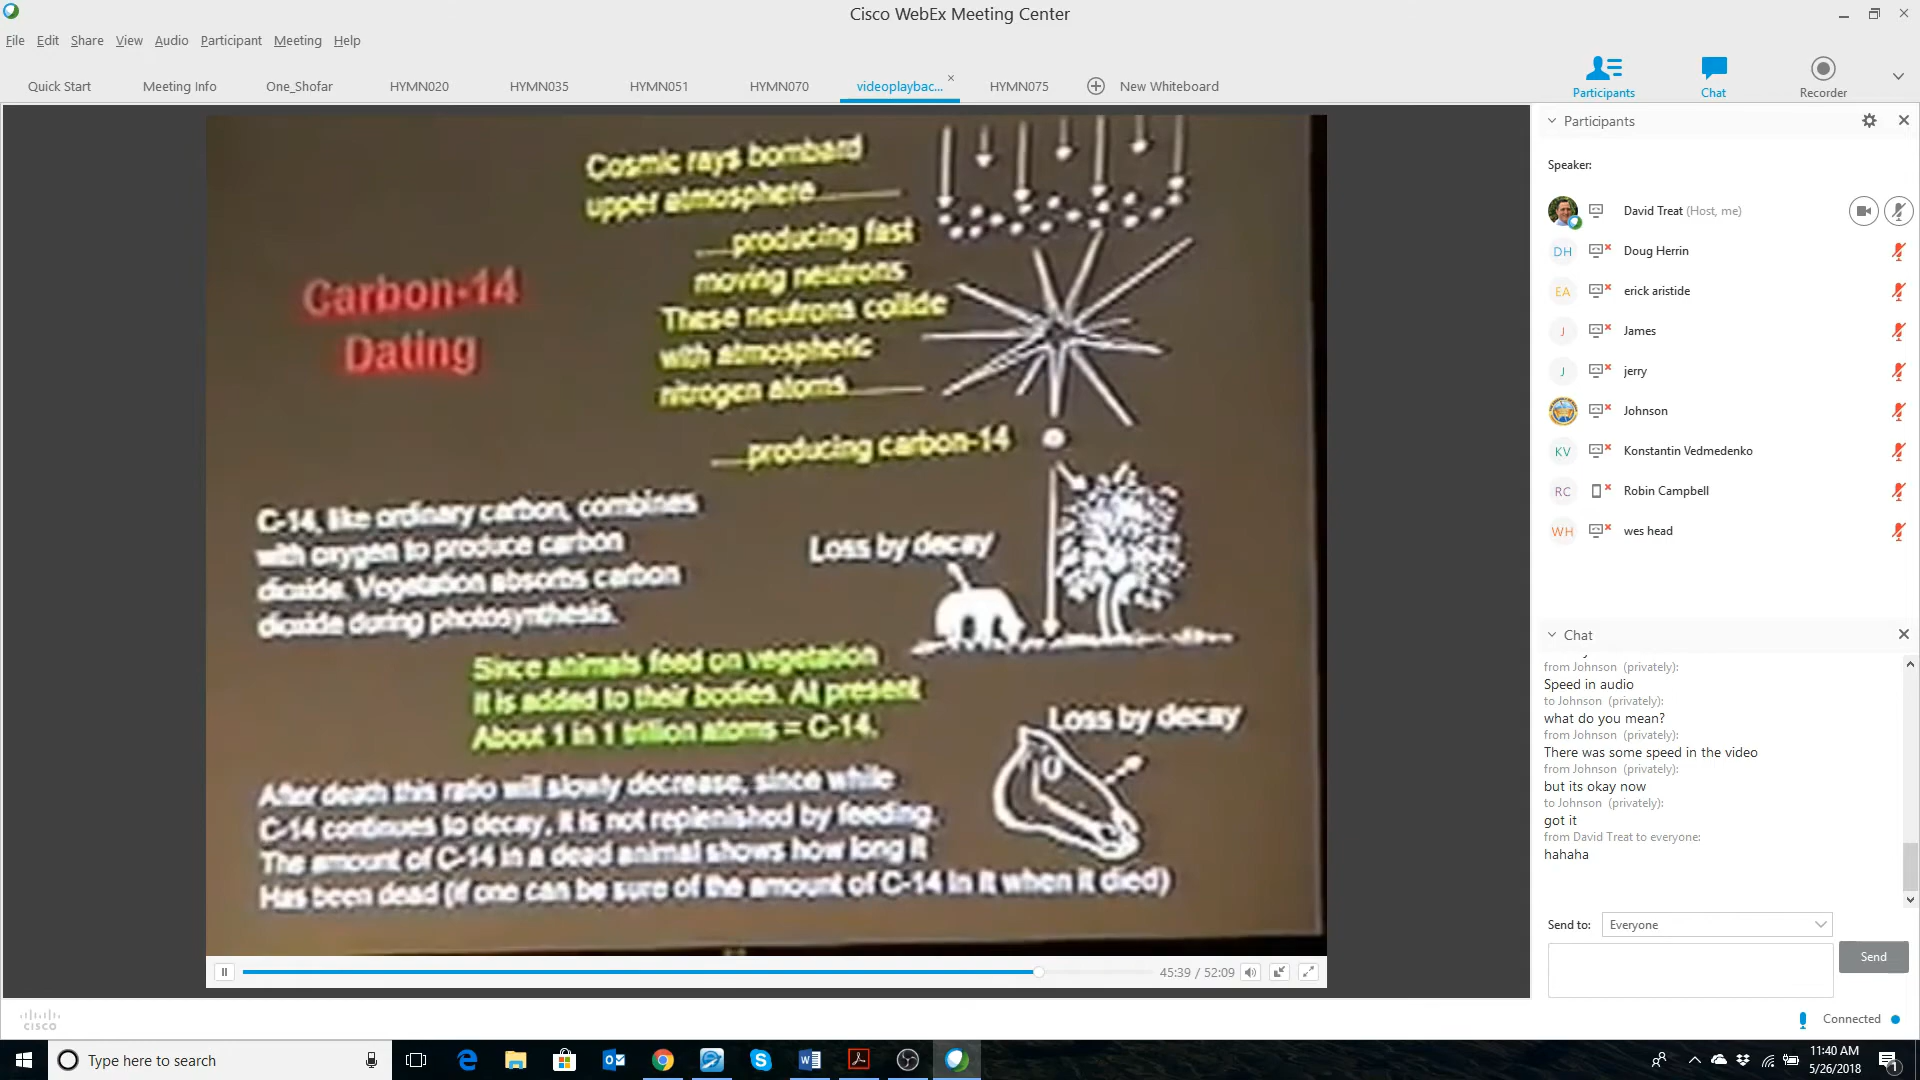 Cisco WebEx Meeting Center
File Edit Share View Audio Participant Meeting Help
Quick Start Meeting Info One_Shofar HYMN020 HYMN035 HYMN051 HYMN070 videoplaybac... HYMN075 New Whiteboard
Participants Chat Recorder
Cosmic rays bombard
upper atmosphere
producing fast
moving neutrons
These neutrons collide
with atmospheric
nitrogen atoms
producing carbon-14
Carbon-14
Dating
C-14, like ordinary carbon, combines
with oxygen to produce carbon
dioxide. Vegetation absorbs carbon
dioxide during photosynthesis.
Loss by decay
Since animals feed on vegetation
It is added to their bodies. At present
About 1 in 1 trillion atoms = C-14.
Loss by decay
After death this ratio will slowly decrease, since while
C-14 continues to decay, it is not replenished by feeding.
The amount of C-14 in a dead animal shows how long it
Has been dead (if one can be sure of the amount of C-14 in it when it died)
45:39 / 52:09
Participants
Speaker:
David Treat (Host, me)
DH Doug Herrin
EA erick aristide
J James
J jerry
Johnson
KV Konstantin Vedmedenko
RC Robin Campbell
WH wes head
Chat
from Johnson (privately):
Speed in audio
to Johnson (privately):
what do you mean?
from Johnson (privately):
There was some speed in the video
from Johnson (privately):
but its okay now
to Johnson (privately):
got it
from David Treat to everyone:
hahaha
Send to: Everyone
Send
CISCO
Connected
Type here to search
11:40 AM
5/26/2018
1